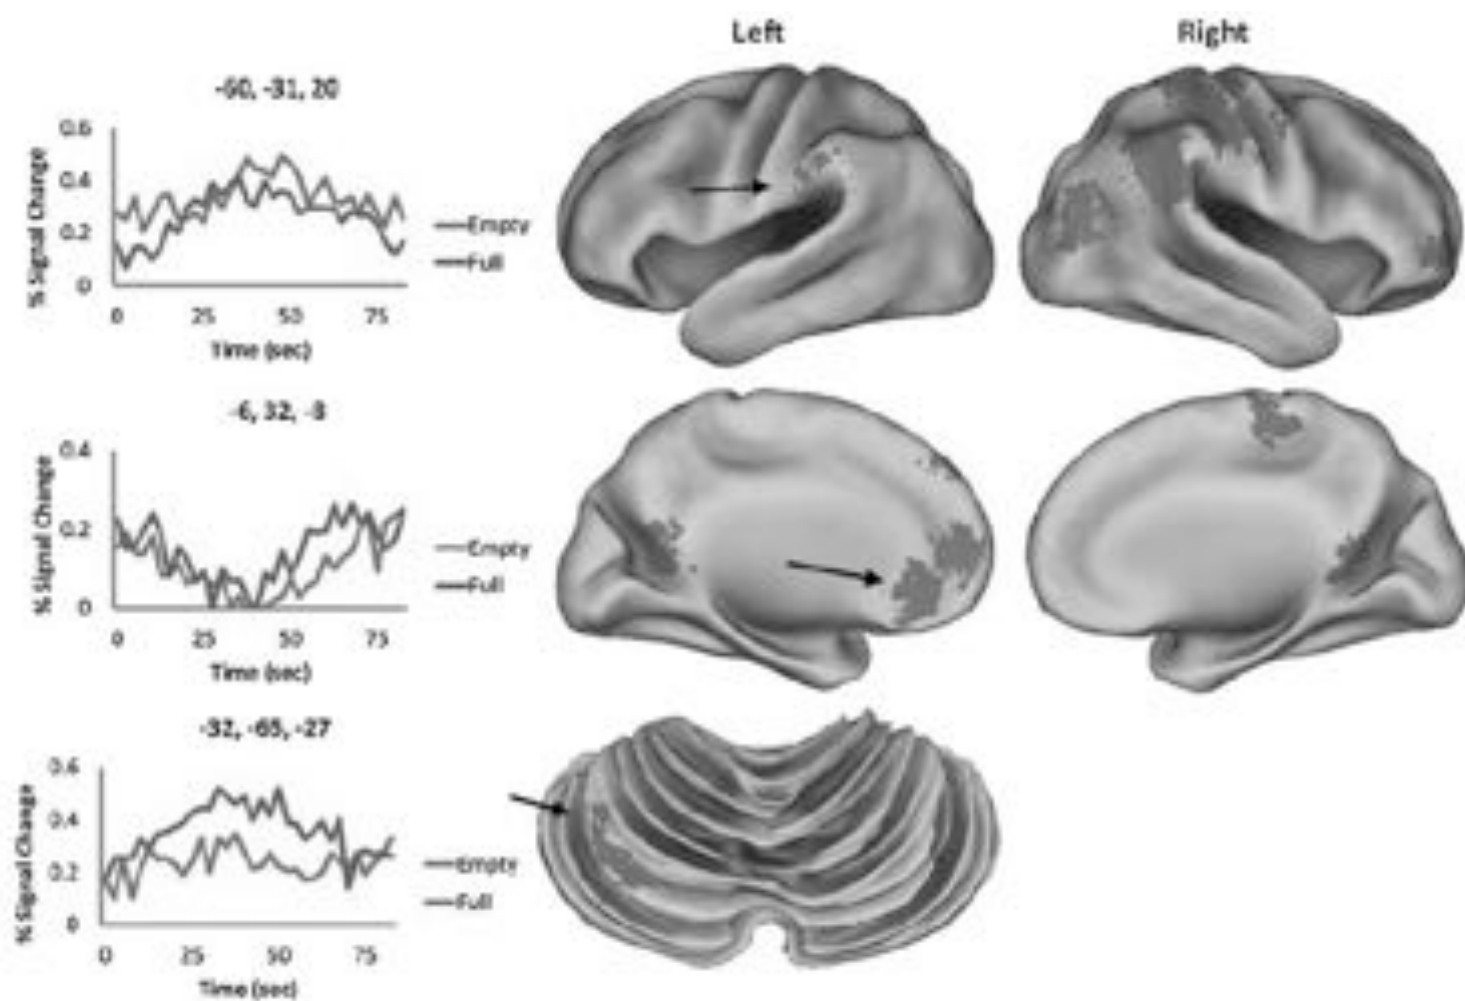 Left
Right
-60, -31, 20
% Signal Change
0.6
0.4
0.2
0
0
25
50
75
Time (sec)
Empty
Full
-6, 32, -8
% Signal Change
0.4
0.2
0
0
25
50
75
Time (sec)
Empty
Full
-32, -65, -27
% Signal Change
0.6
0.4
0.2
0
0
25
50
75
Time (sec)
Empty
Full